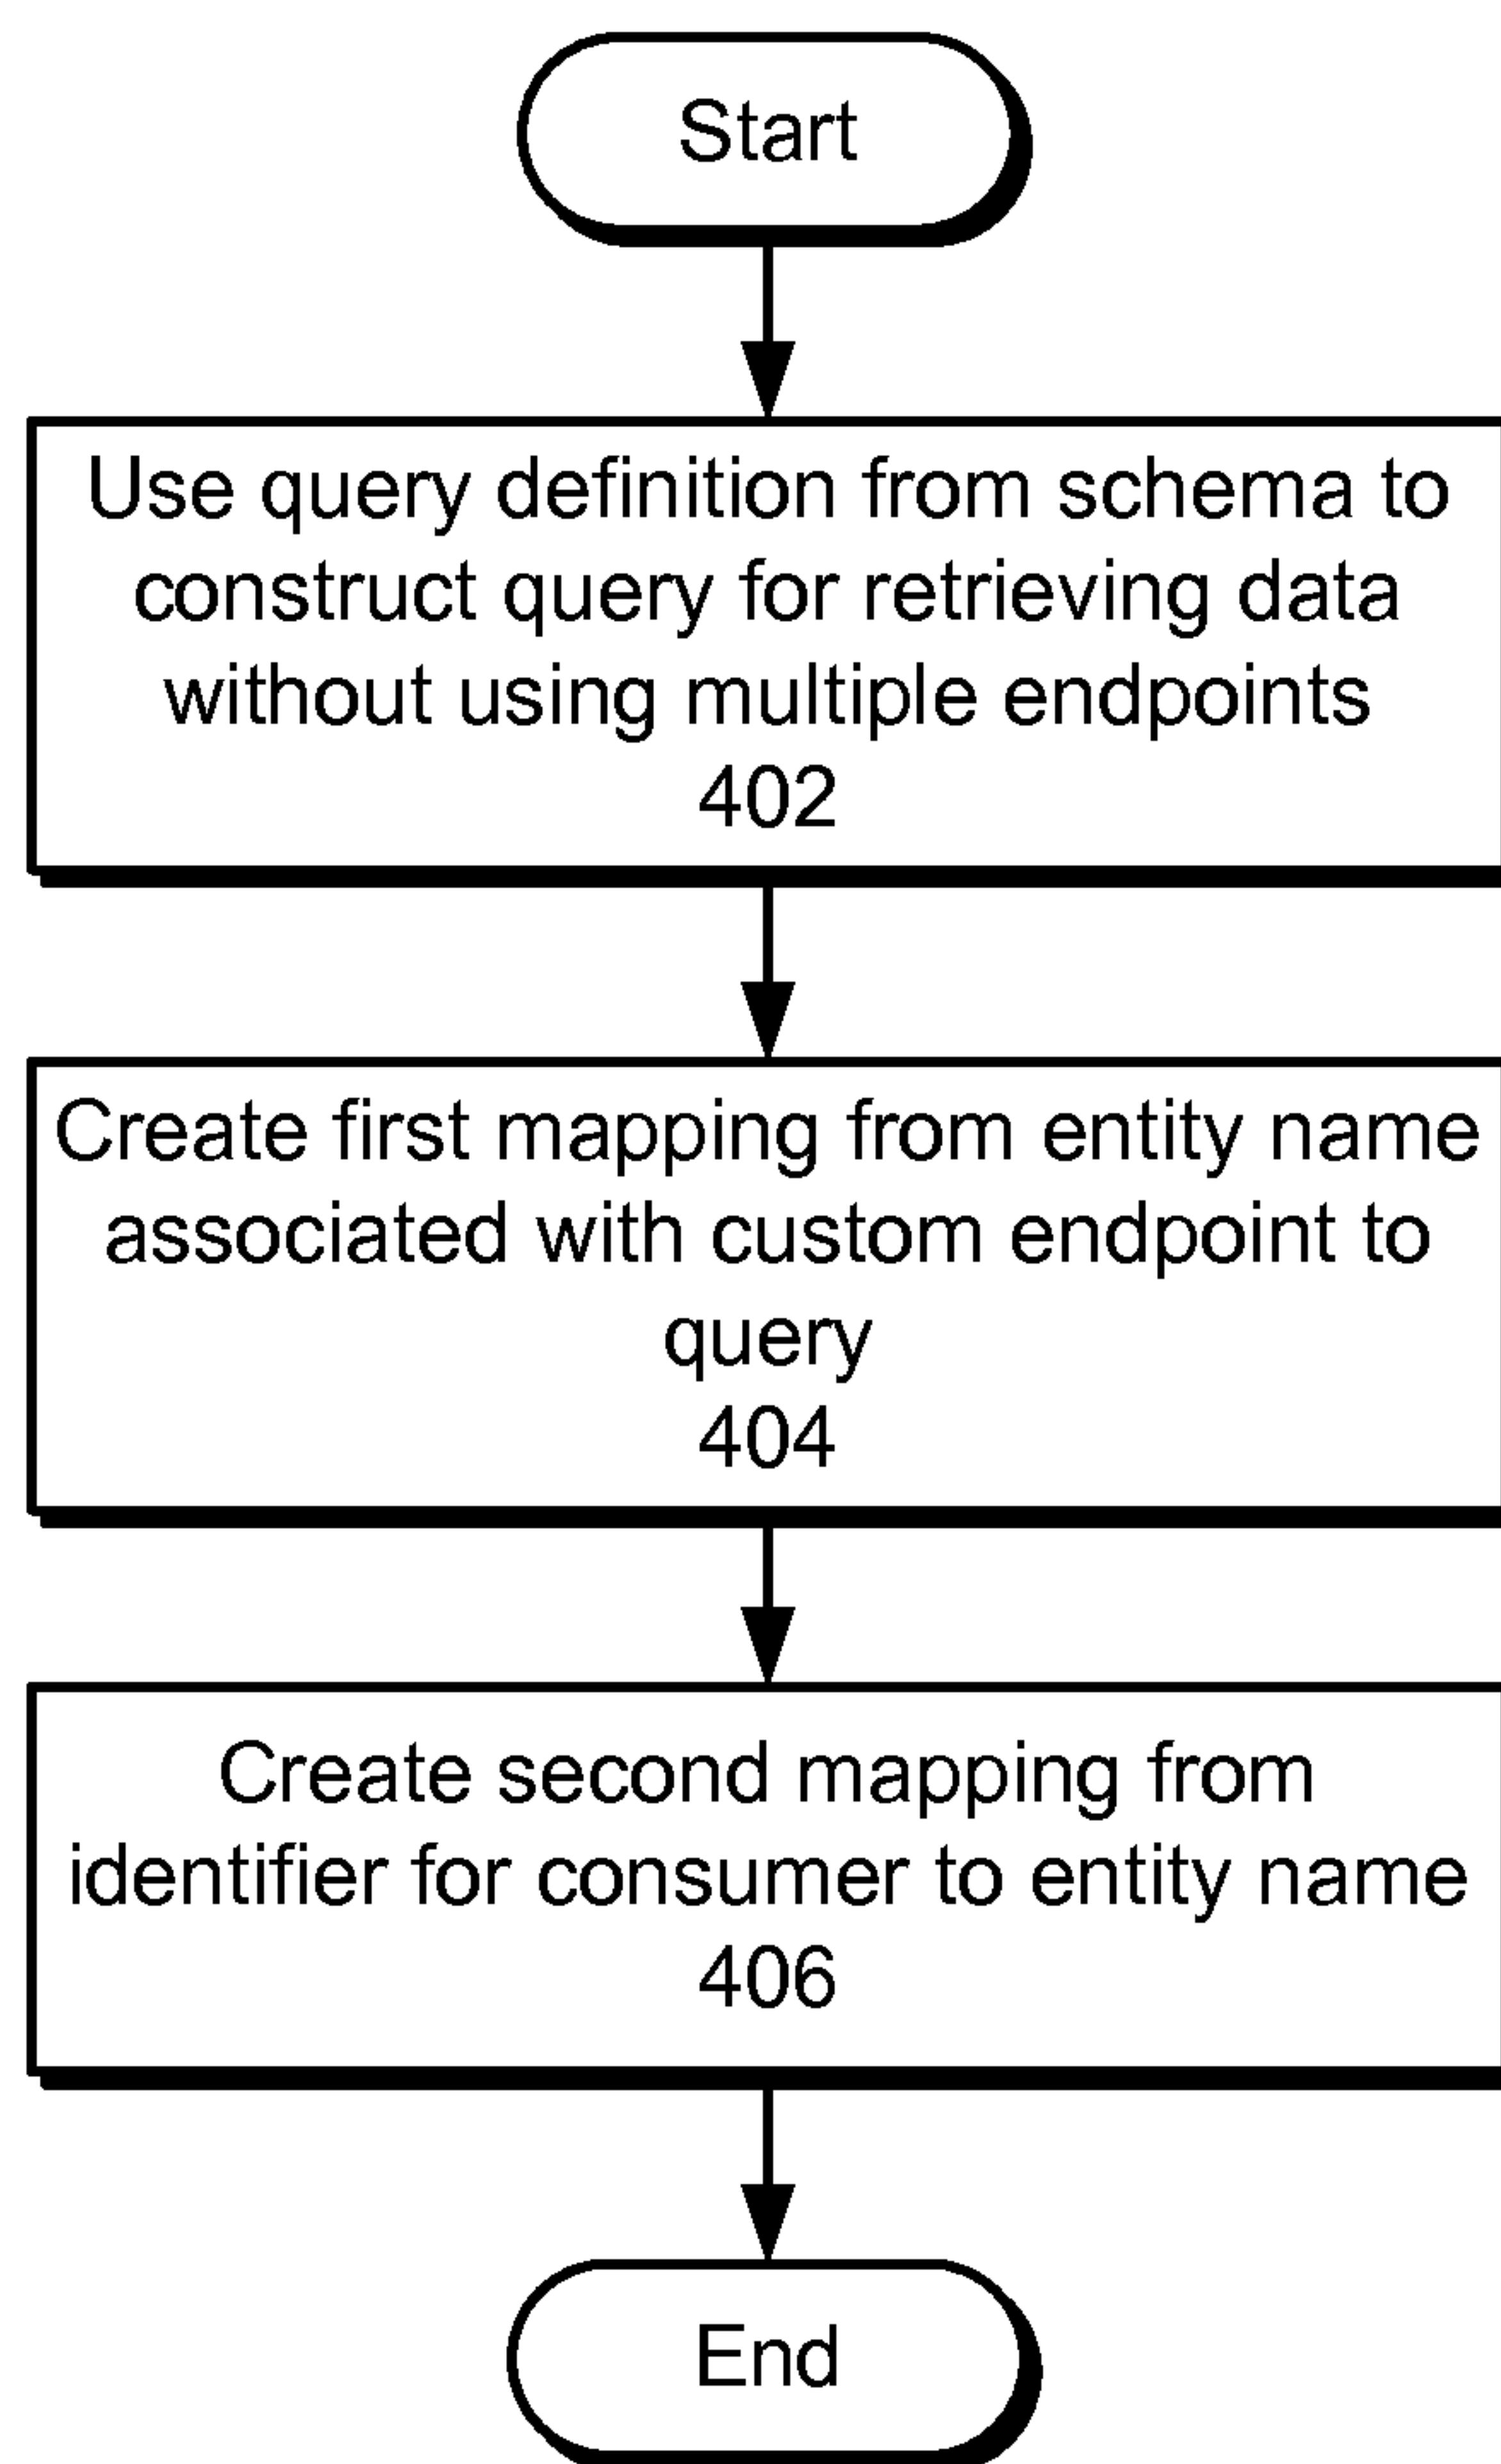 Start
Use query definition from schema to
construct query for retrieving data
without using multiple endpoints
402
Create first mapping from entity name
associated with custom endpoint to
query
404
Create second mapping from
identifier for consumer to entity name
406
End